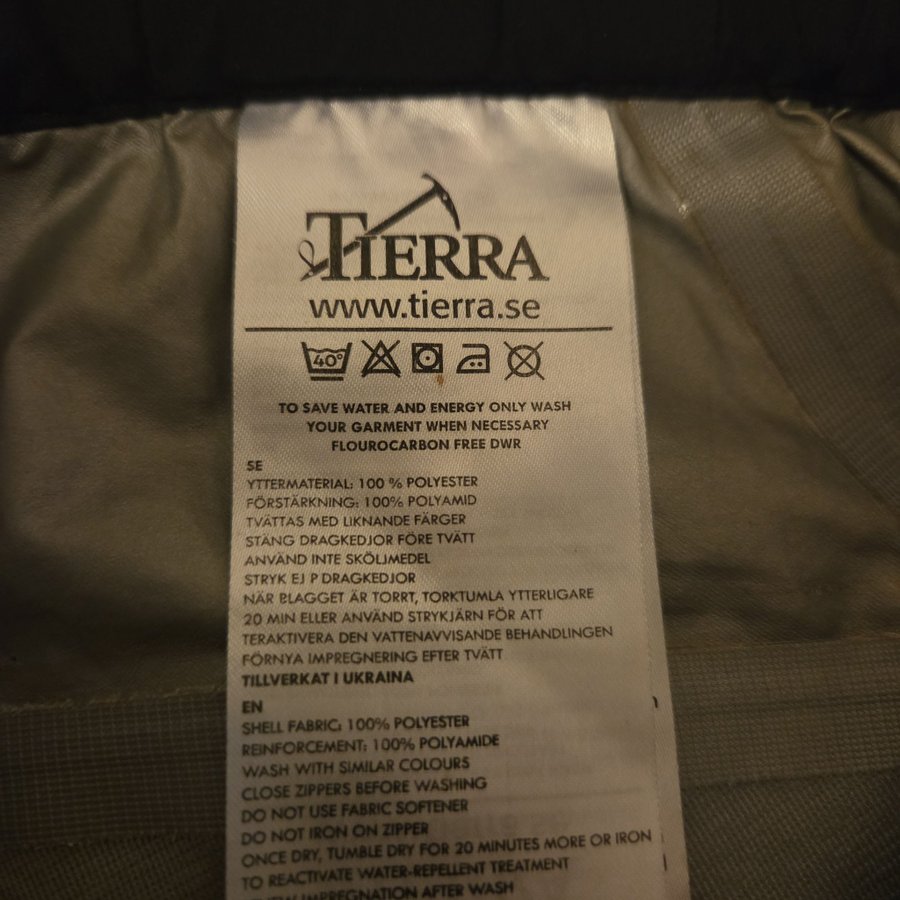 TIERRA
www.tierra.se
40°
TO SAVE WATER AND ENERGY ONLY WASH
YOUR GARMENT WHEN NECESSARY
FLOUROCARBON FREE DWR
SE
YTTERMATERIAL: 100 % POLYESTER
FÖRSTÄRKNING: 100% POLYAMID
TVÄTTAS MED LIKNANDE FÄRGER
STÄNG DRAGKEDJOR FÖRE TVÄTT
ANVÄND INTE SKÖLJMEDEL
STRYK EJ P DRAGKEDJOR
NÄR PLAGGET ÄR TORRT, TORKTUMLA YTTERLIGARE
20 MIN ELLER ANVÄND STRYKJÄRN FÖR ATT
TERAKTIVERA DEN VATTENAVVISANDE BEHANDLINGEN
FÖRNYA IMPREGNERING EFTER TVÄTT
TILLVERKAT I UKRAINA
EN
SHELL FABRIC: 100% POLYESTER
REINFORCEMENT: 100% POLYAMIDE
WASH WITH SIMILAR COLOURS
CLOSE ZIPPERS BEFORE WASHING
DO NOT USE FABRIC SOFTENER
DO NOT IRON ON ZIPPER
ONCE DRY, TUMBLE DRY FOR 20 MINUTES MORE OR IRON
TO REACTIVATE WATER-REPELLENT TREATMENT
IMPREGNATION AFTER WASH